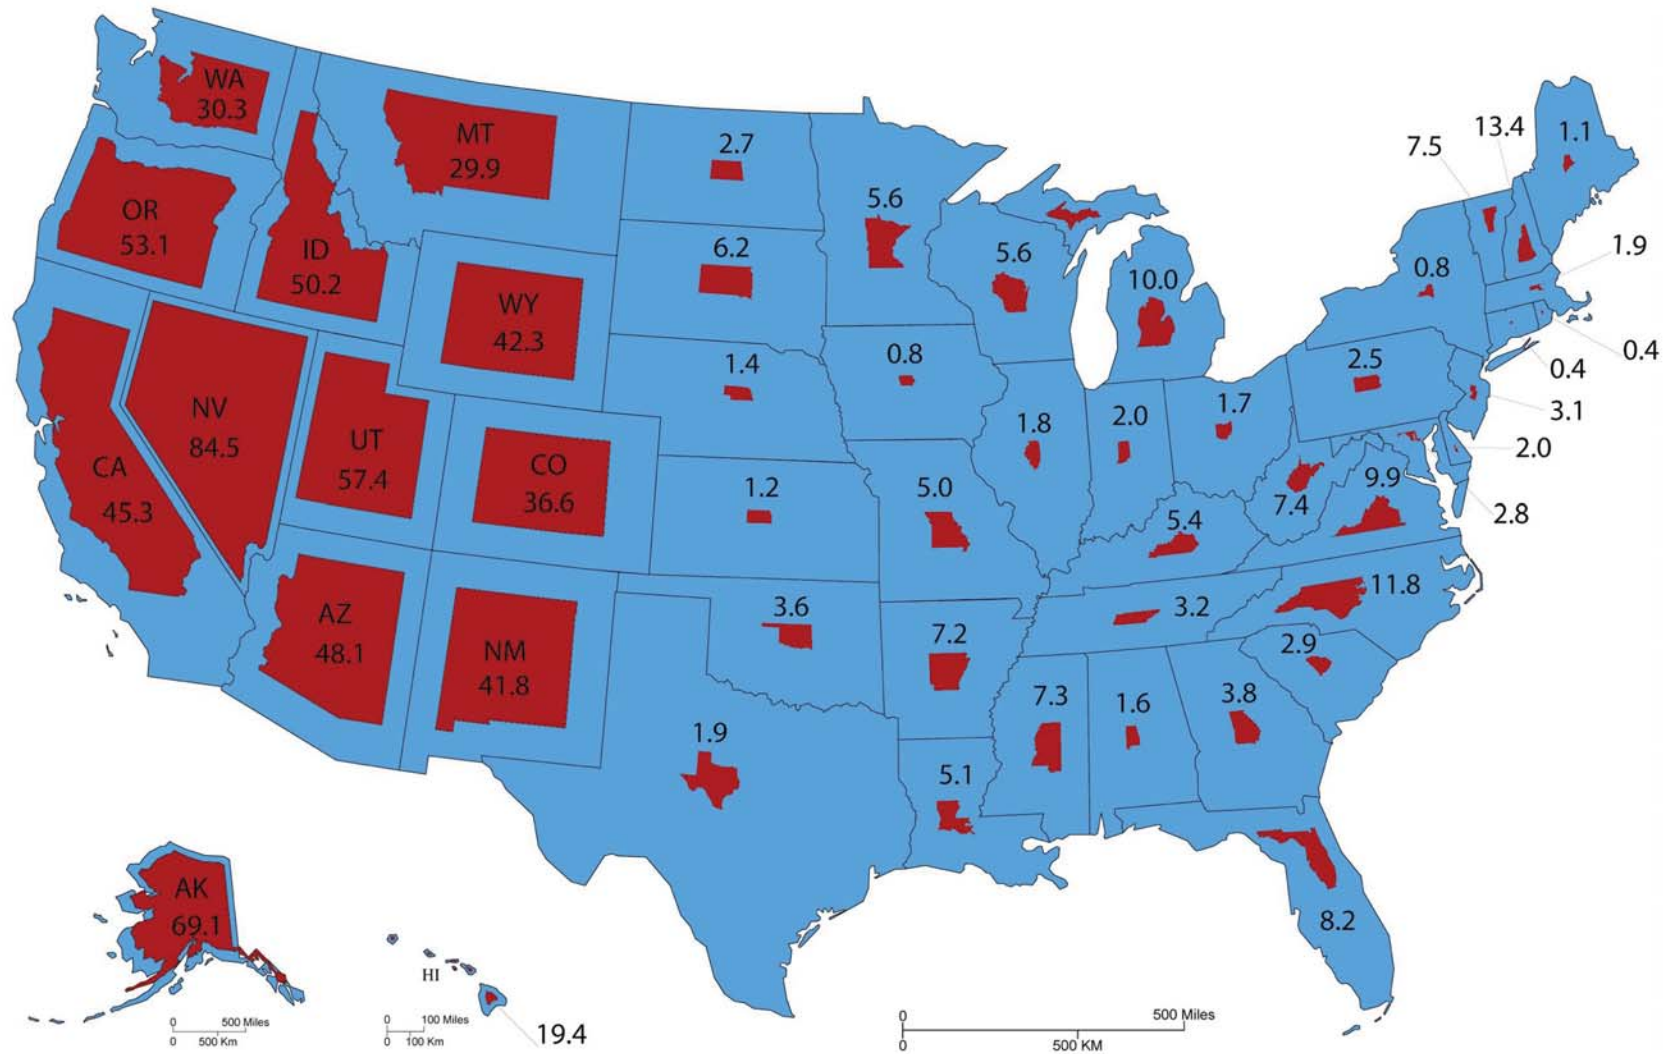 WA
30.3
MT
29.9
OR
53.1
ID
50.2
WY
42.3
CA
45.3
NV
84.5
UT
57.4
CO
36.6
AZ
48.1
NM
41.8
2.7
6.2
1.4
1.2
3.6
1.9
5.6
0.8
5.0
7.2
5.1
5.6
10.0
1.8
2.0
1.7
5.4
3.2
7.3
1.6
3.8
2.9
11.8
8.2
7.4
9.9
2.5
0.8
7.5
13.4
1.1
1.9
0.4
0.4
3.1
2.0
2.8
AK
69.1
0 500 Miles
0 500 Km
HI
19.4
0 100 Miles
0 100 Km
0 500 Miles
0 500 KM